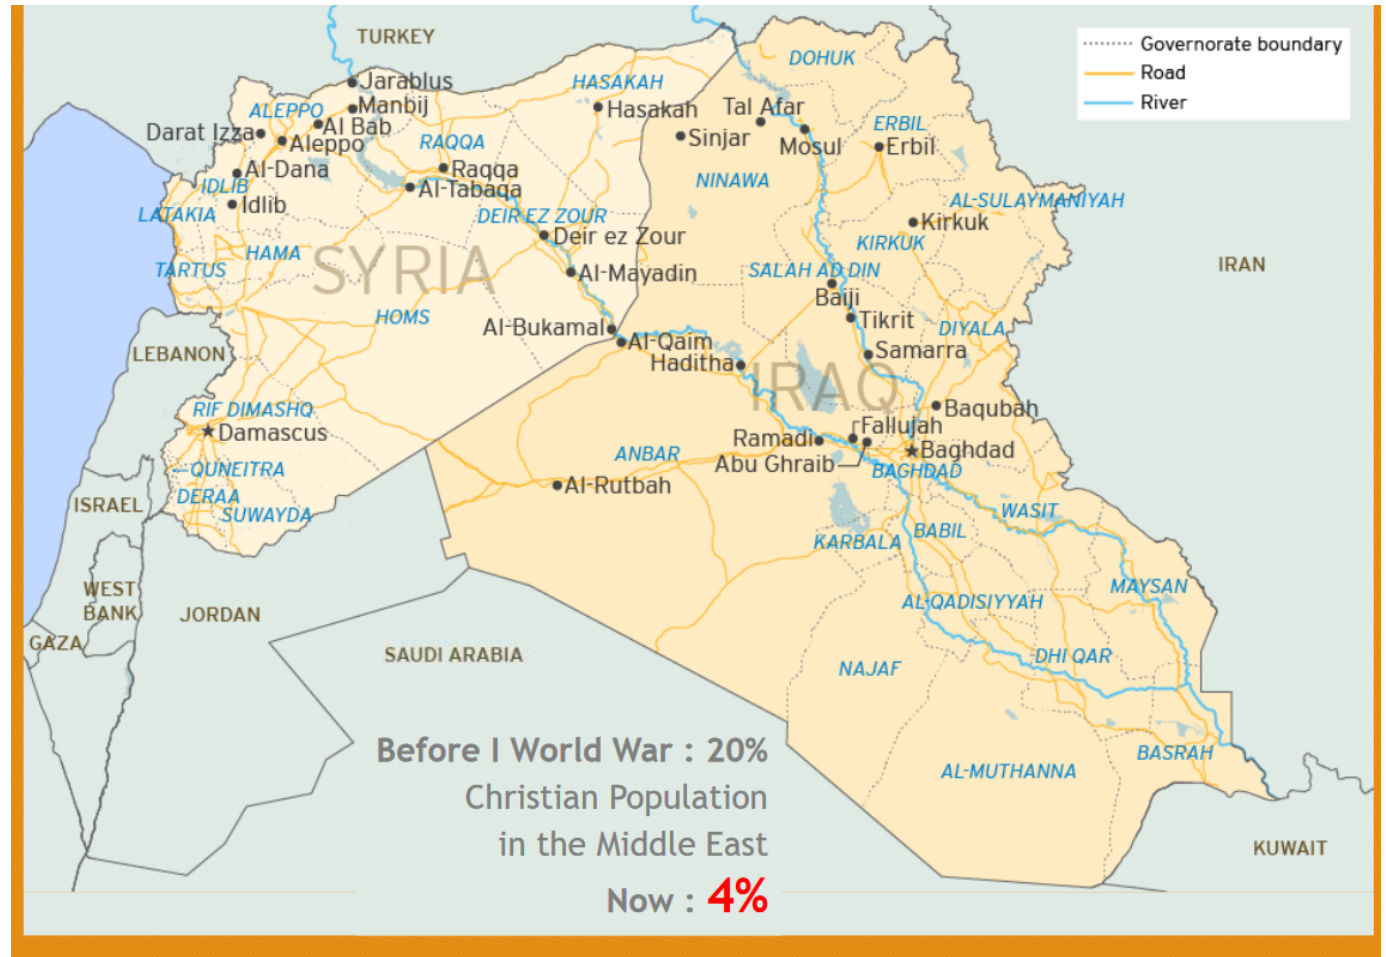 TURKEY
Governorate boundary
Road
River
DOHUK
Jarablus
HASAKAH
Manbij
ALEPPO
Hasakah
Tal Afar
Darat Izza
Al Bab
Aleppo
RAQQA
Sinjar
Mosul
ERBIL
Erbil
Al-Dana
Raqqa
NINAWA
IDLIB
Al-Tabaqa
AL-SULAYMANIYAH
Idlib
LATAKIA
DEIR EZ ZOUR
Kirkuk
Deir ez Zour
KIRKUK
HAMA
SYRIA
TARTUS
Al-Mayadin
SALAH AD DIN
IRAN
Baiji
HOMS
Tikrit
Al-Bukamal
DIYALA
Al-Qaim
LEBANON
Samarra
Haditha
IRAQ
RIF DIMASHQ
Baqubah
Damascus
Fallujah
Ramadi
ANBAR
Baghdad
Abu Ghraib
QUNEITRA
BAGHDAD
Al-Rutbah
DERAA
ISRAEL
SUWAYDA
WASIT
BABIL
KARBALA
WEST
BANK
MAYSAN
AL-QADISIYYAH
JORDAN
GAZA
SAUDI ARABIA
DHI QAR
NAJAF
Before I World War : 20%
BASRAH
AL-MUTHANNA
Christian Population
in the Middle East
KUWAIT
Now : 4%